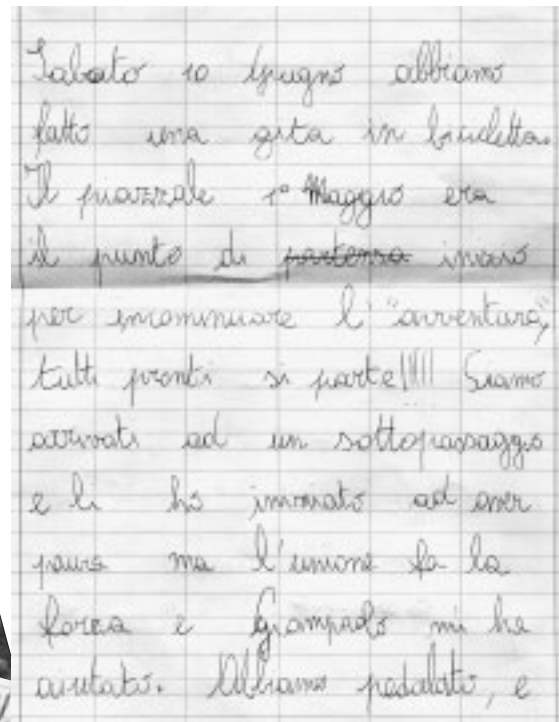 Sabato 10 Giugno abbiamo
fatto una gita in bicicletta.
Il piazzale 1° Maggio era
il punto di partenza inizio
per incominciare l' "avventura",
tutti pronti si parte!!!!! Siamo
arrivati ad un sottopassaggio
e lì ho iniziato ad aver
paura ma l'unione fa la
forza e Giampaolo mi ha
aiutato. Abbiamo pedalato, e